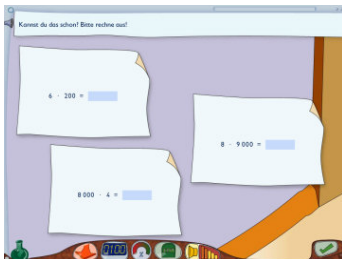 Kannst du das schon? Bitte rechne aus!
6 · 200 =
8 · 9 000 =
8 000 · 4 =